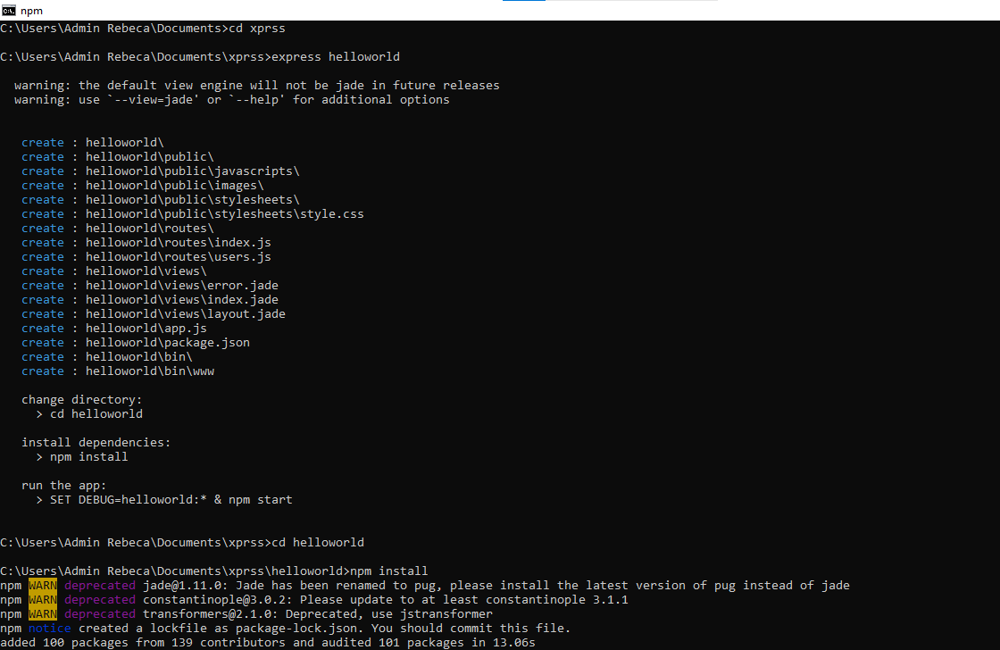 npm
C:\Users\Admin Rebeca\Documents>cd xprss
C:\Users\Admin Rebeca\Documents\xprss>express helloworld
warning: the default view engine will not be jade in future releases
warning: use `--view=jade' or `--help' for additional options
create : helloworld\
create : helloworld\public\
create : helloworld\public\javascripts\
create : helloworld\public\images\
create : helloworld\public\stylesheets\
create : helloworld\public\stylesheets\style.css
create : helloworld\routes\
create : helloworld\routes\index.js
create : helloworld\routes\users.js
create : helloworld\views\
create : helloworld\views\error.jade
create : helloworld\views\index.jade
create : helloworld\views\layout.jade
create : helloworld\app.js
create : helloworld\package.json
create : helloworld\bin\
create : helloworld\bin\www
change directory:
> cd helloworld
install dependencies:
> npm install
run the app:
> SET DEBUG=helloworld:* & npm start
C:\Users\Admin Rebeca\Documents\xprss>cd helloworld
C:\Users\Admin Rebeca\Documents\xprss\helloworld>npm install
npm WARN deprecated jade@1.11.0: Jade has been renamed to pug, please install the latest version of pug instead of jade
npm WARN deprecated constantinople@3.0.2: Please update to at least constantinople 3.1.1
npm WARN deprecated transformers@2.1.0: Deprecated, use jstransformer
npm notice created a lockfile as package-lock.json. You should commit this file.
added 100 packages from 139 contributors and audited 101 packages in 13.06s